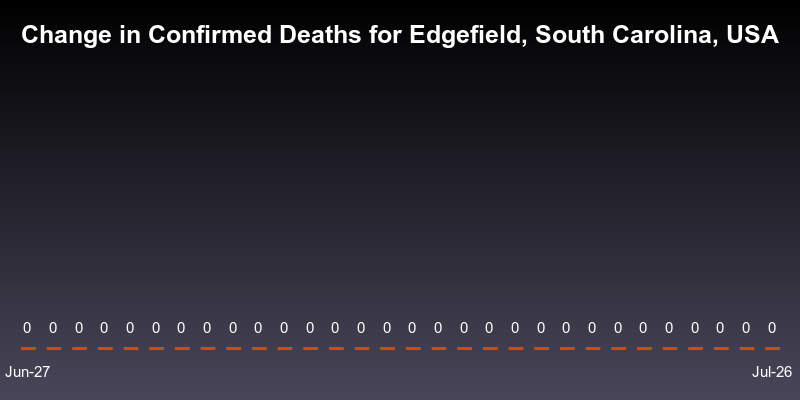 Change in Confirmed Deaths for Edgefield, South Carolina, USA
0 0 0 0 0 0 0 0 0 0 0 0 0 0 0 0 0 0 0 0 0 0 0 0 0 0 0 0 0 0
Jun-27 Jul-26